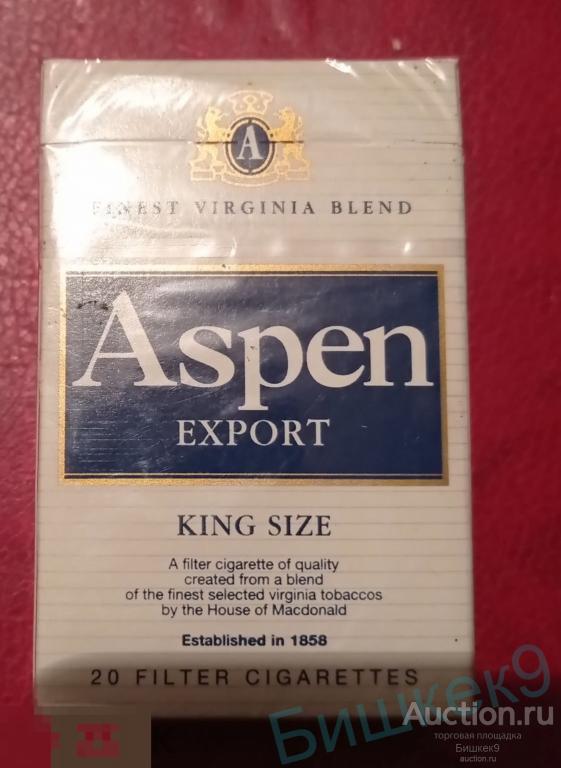 A
FINEST VIRGINIA BLEND
Aspen
EXPORT
KING SIZE
A filter cigarette of quality
created from a blend
of the finest selected virginia tobaccos
by the House of Macdonald
Established in 1858
20 FILTER CIGARETTES
Бишкек9
Auction.ru
торговая площадка
Бишкек9
auction.ru